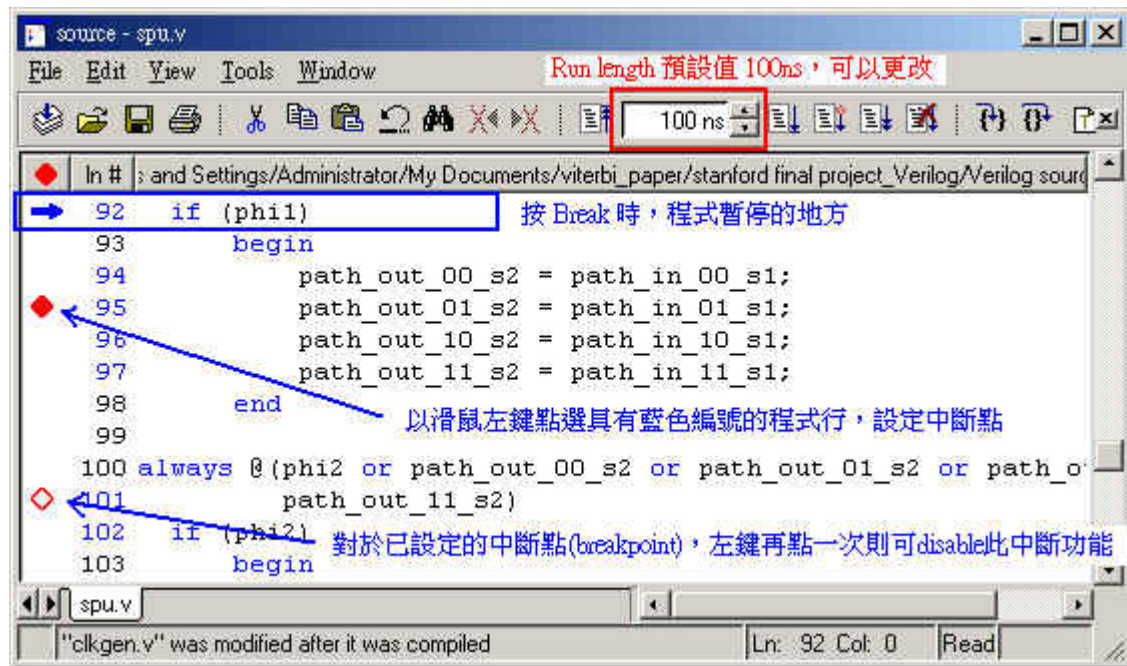 source - spu.v
File Edit View Tools Window
Run length 預設值 100ns，可以更改
100 ns
ln # s and Settings/Administrator/My Documents/viterbi_paper/stanford final project_Verilog/Verilog sourc
92 if (phi1)
按 Break 時，程式暫停的地方
93 begin
94 path_out_00_s2 = path_in_00_s1;
95 path_out_01_s2 = path_in_01_s1;
96 path_out_10_s2 = path_in_10_s1;
97 path_out_11_s2 = path_in_11_s1;
98 end
以滑鼠左鍵點選具有藍色編號的程式行，設定中斷點
99
100 always @(phi2 or path_out_00_s2 or path_out_01_s2 or path_o
101 path_out_11_s2)
102 if (phi2)
對於已設定的中斷點(breakpoint)，左鍵再點一次則可disable此中斷功能
103 begin
spu.v
"clkgen.v" was modified after it was compiled
Ln: 92 Col: 0
Read